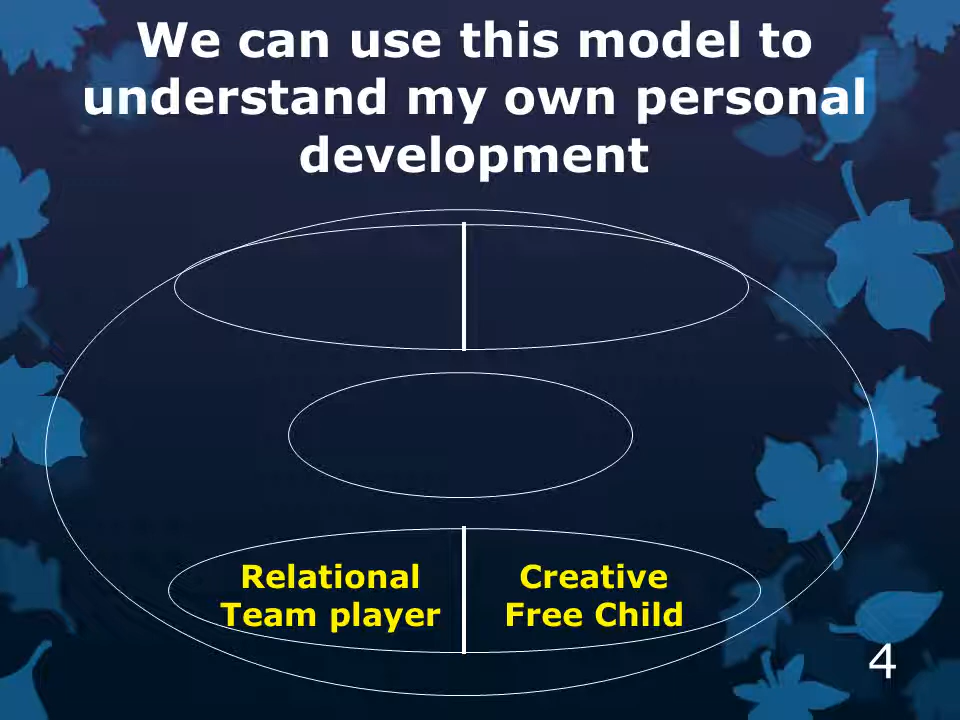 We can use this model to
understand my own personal
development
Relational
Team player
Creative
Free Child
4